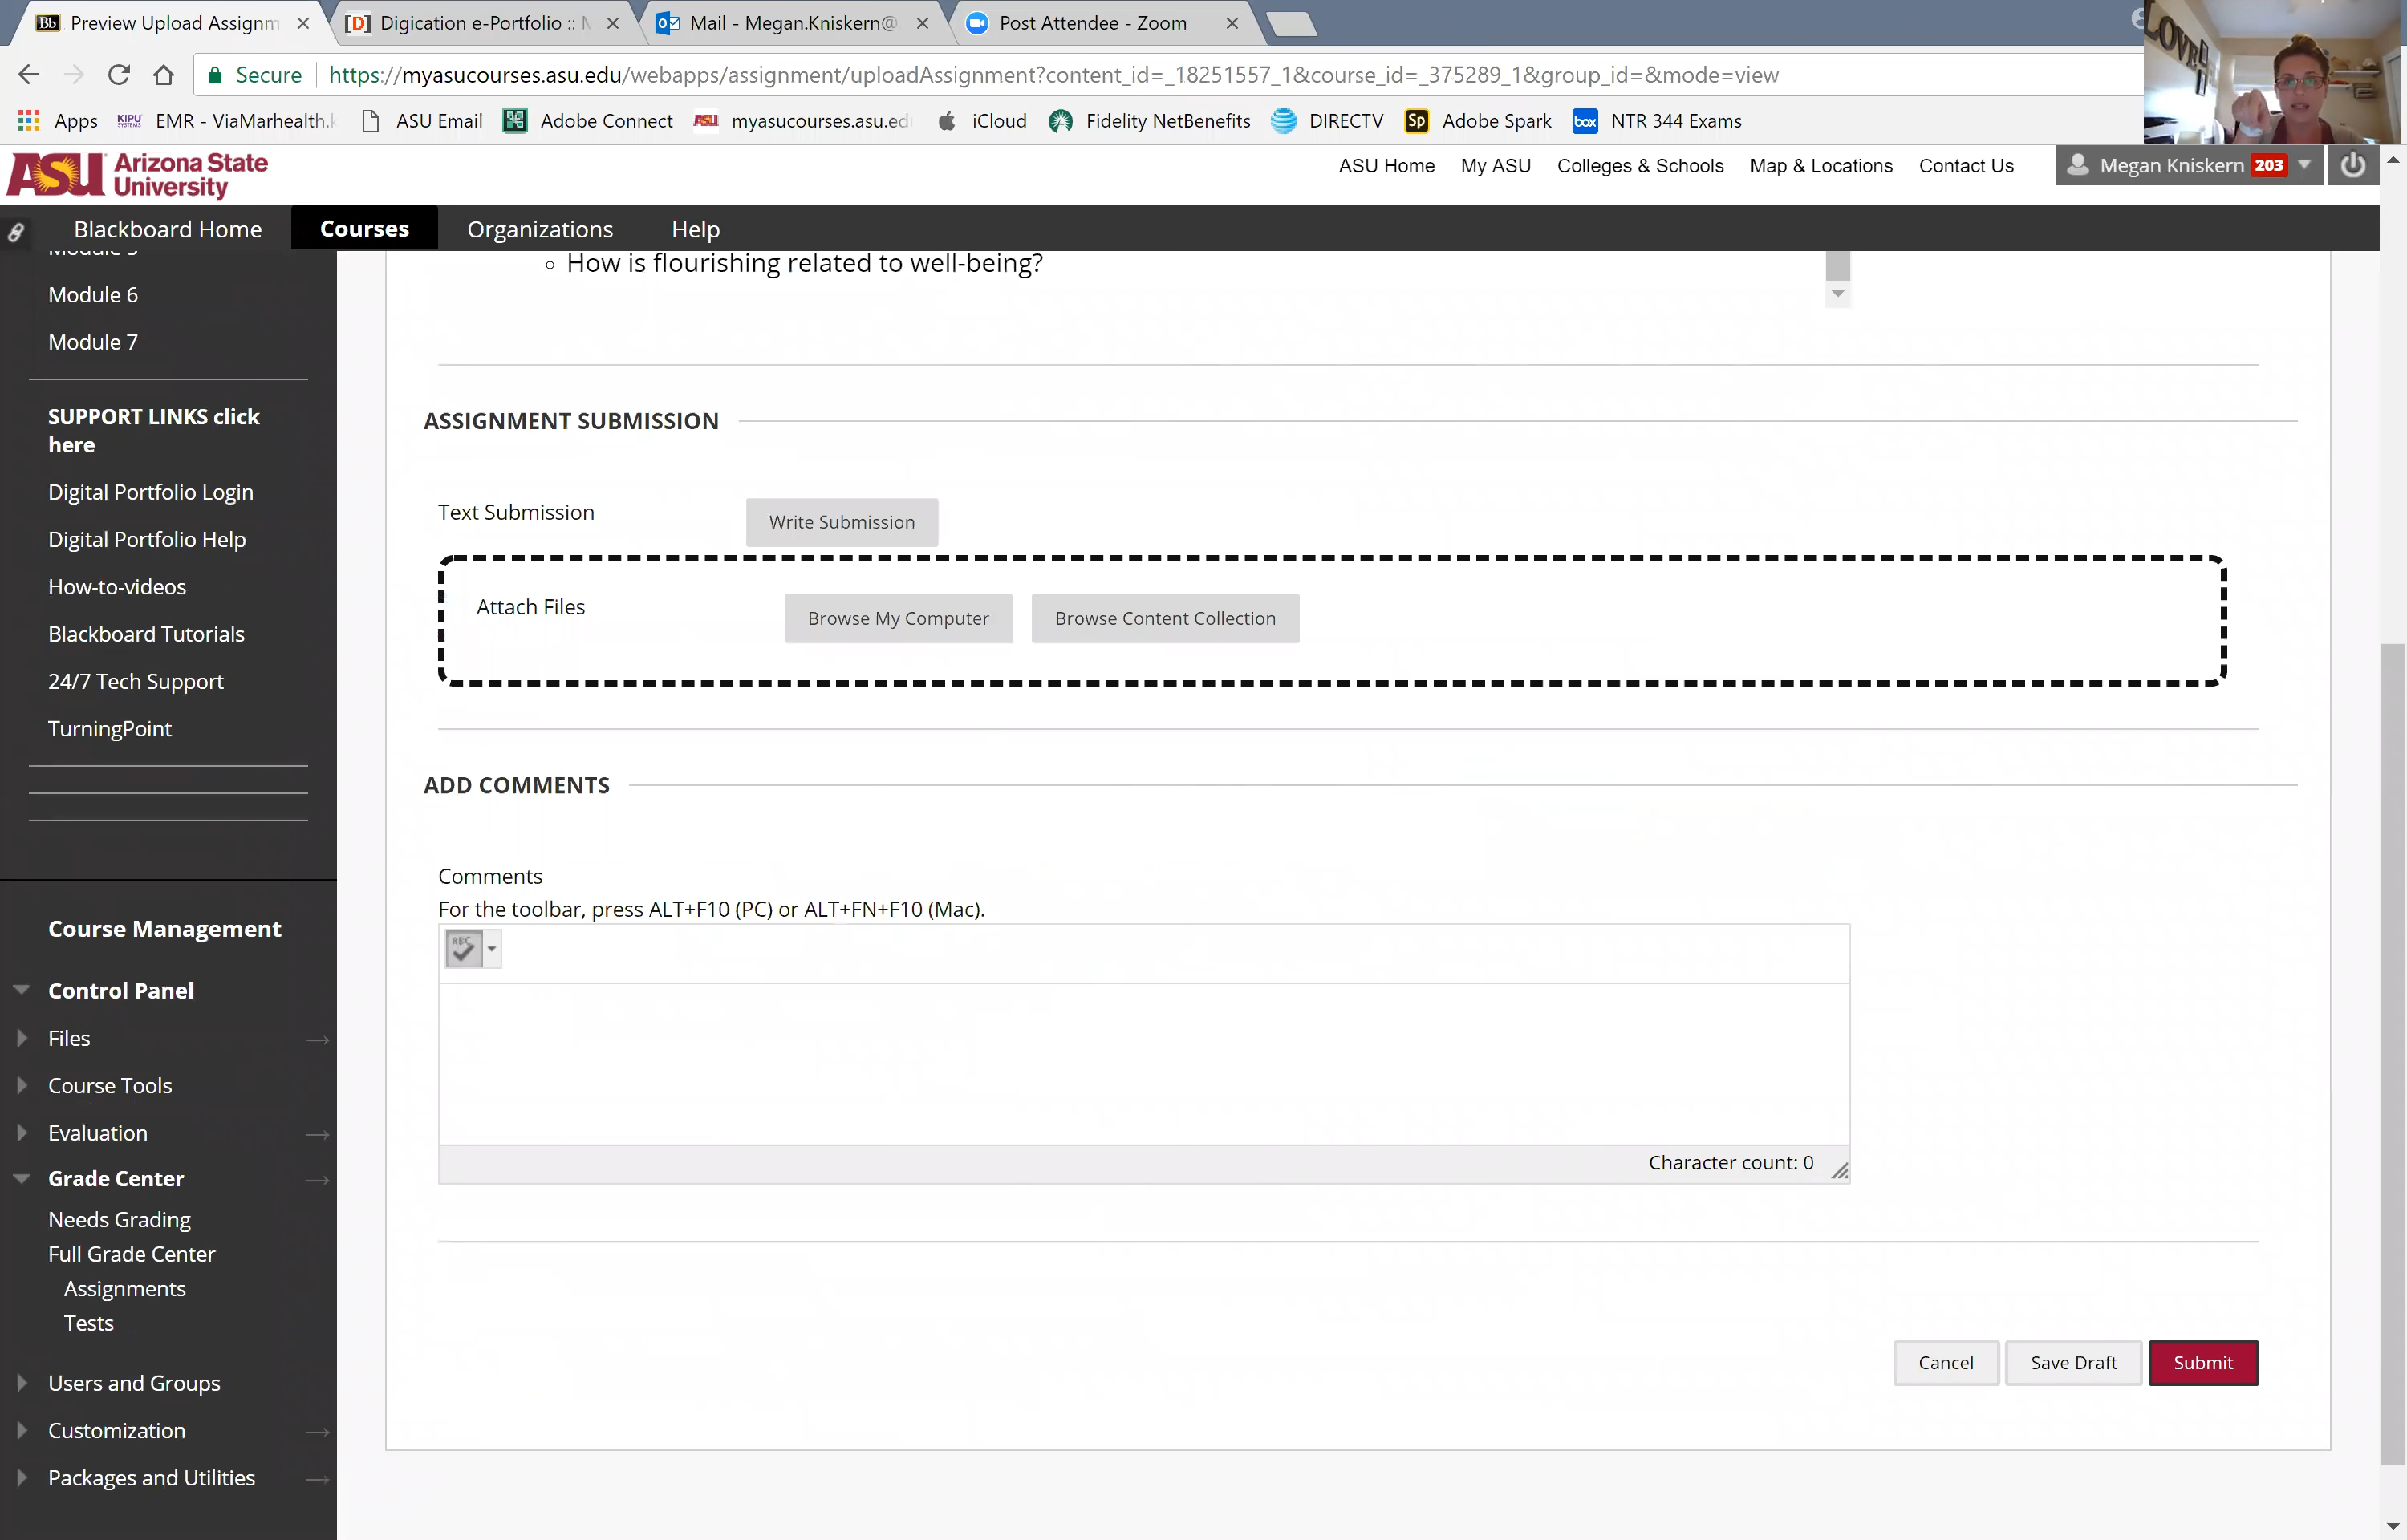 Preview Upload Assignm
Digication e-Portfolio ::
Mail - Megan.Kniskern@
Post Attendee - Zoom
Secure
https://myasucourses.asu.edu/webapps/assignment/uploadAssignment?content_id=_18251557_1&course_id=_375289_1&group_id=&mode=view
Apps
KIPU SYSTEMS
EMR - ViaMarhealth.
ASU Email
Adobe Connect
ASU
myasucourses.asu.ed
iCloud
Fidelity NetBenefits
DIRECTV
Sp
Adobe Spark
box
NTR 344 Exams
LOVE
ASU Arizona State University
ASU Home
My ASU
Colleges & Schools
Map & Locations
Contact Us
Megan Kniskern 203
Blackboard Home
Courses
Organizations
Help
Module 6
Module 7
SUPPORT LINKS click
here
Digital Portfolio Login
Digital Portfolio Help
How-to-videos
Blackboard Tutorials
24/7 Tech Support
TurningPoint
Course Management
Control Panel
Files
Course Tools
Evaluation
Grade Center
Needs Grading
Full Grade Center
Assignments
Tests
Users and Groups
Customization
Packages and Utilities
How is flourishing related to well-being?
ASSIGNMENT SUBMISSION
Text Submission
Write Submission
Attach Files
Browse My Computer
Browse Content Collection
ADD COMMENTS
Comments
For the toolbar, press ALT+F10 (PC) or ALT+FN+F10 (Mac).
ABC
Character count: 0
Cancel
Save Draft
Submit